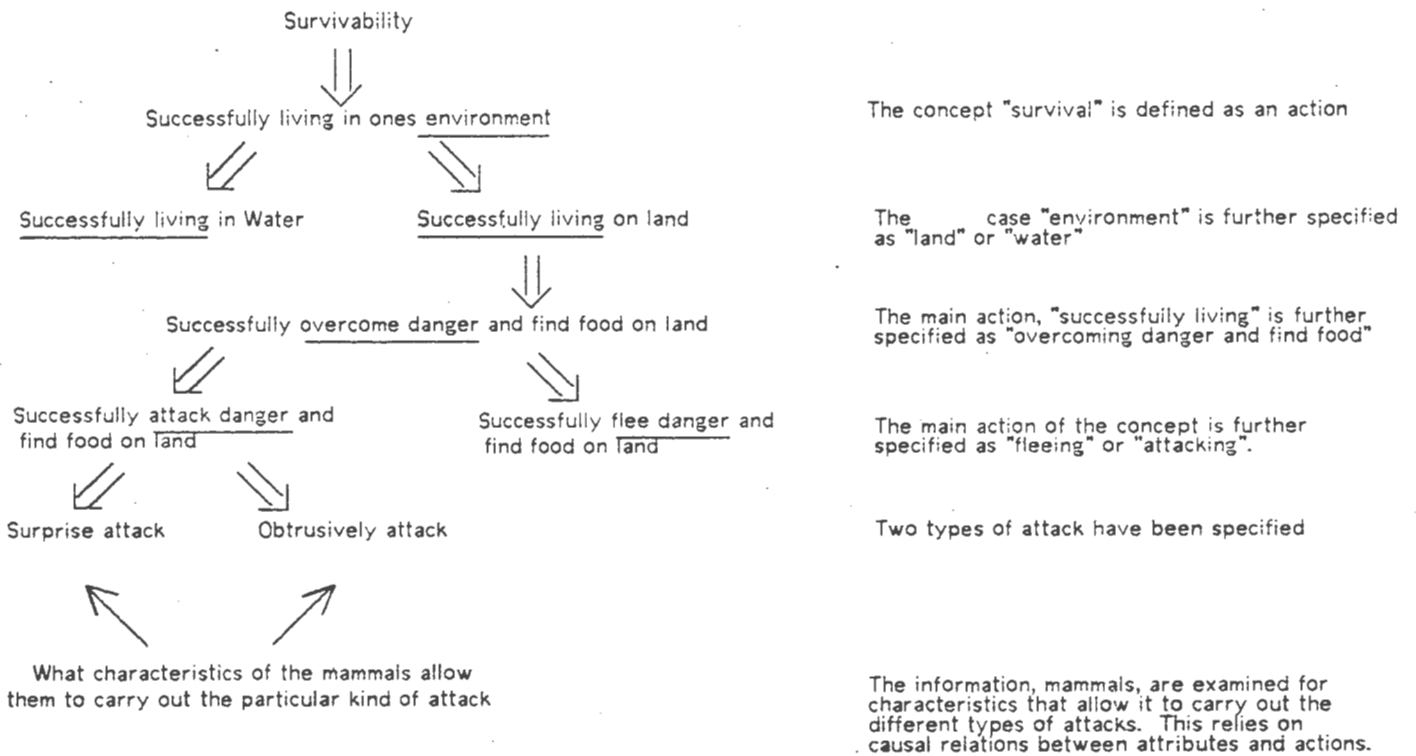 Survivability
Successfully living in ones environment
The concept "survival" is defined as an action
Successfully living in Water
Successfully living on land
The case "environment" is further specified
as "land" or "water"
Successfully overcome danger and find food on land
The main action, "successfully living" is further
specified as "overcoming danger and find food"
Successfully attack danger and
find food on land
Successfully flee danger and
find food on land
The main action of the concept is further
specified as "fleeing" or "attacking".
Surprise attack
Obtrusively attack
Two types of attack have been specified
What characteristics of the mammals allow
them to carry out the particular kind of attack
The information, mammals, are examined for
characteristics that allow it to carry out the
different types of attacks. This relies on
causal relations between attributes and actions.